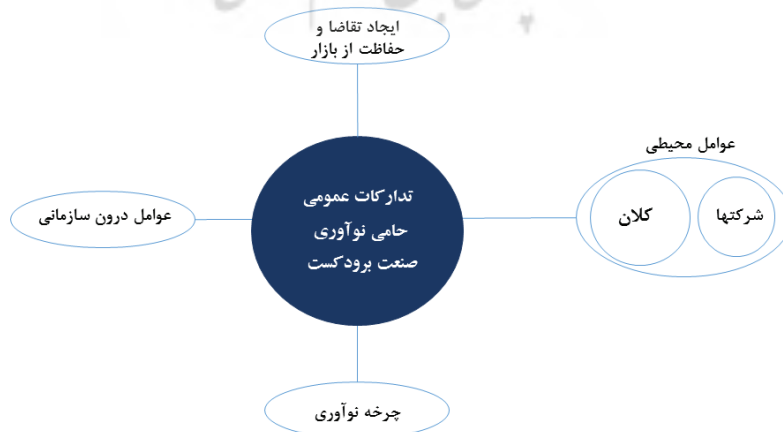 ایجاد تقاضا و
حفاظت از بازار
عوامل محیطی
شرکتها
کلان
تدارکات عمومی
حامی نوآوری
صنعت برودکست
عوامل درون سازمانی
چرخه نوآوری